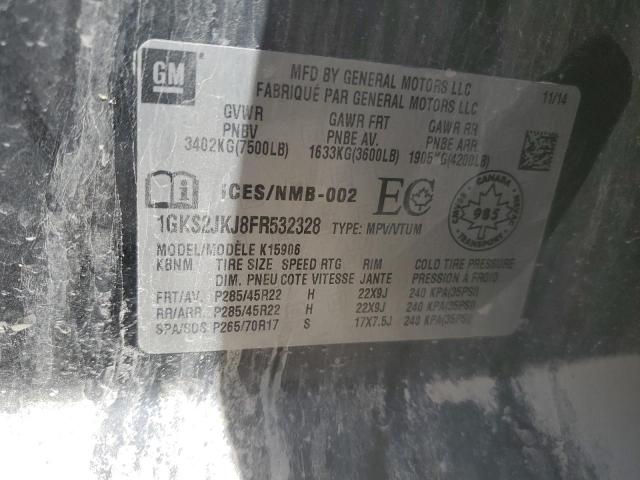 GM
MFD BY GENERAL MOTORS LLC
FABRIQUÉ PAR GENERAL MOTORS LLC
11/14
GVWR GAWR FRT GAWR RR
PNBV PNBE AV. PNBE ARR
3402KG(7500LB) 1633KG(3600LB) 1905KG(4200LB)
ICES/NMB-002 EC
CANADA
985
1GKS2JKJ8FR532328 TYPE: MPV/VTUM
MODEL/MODÈLE K15906
KBNM TIRE SIZE SPEED RTG RIM COLD TIRE PRESSURE
DIM. PNEU COTE VITESSE JANTE PRESSION À FROID
FRT/AV. P285/45R22 H 22X9J 240 KPA(35PSI)
RR/ARR P285/45R22 H 22X9J 240 KPA(35PSI)
SPA/SDS P265/70R17 S 17X7.5J 240 KPA(35PSI)